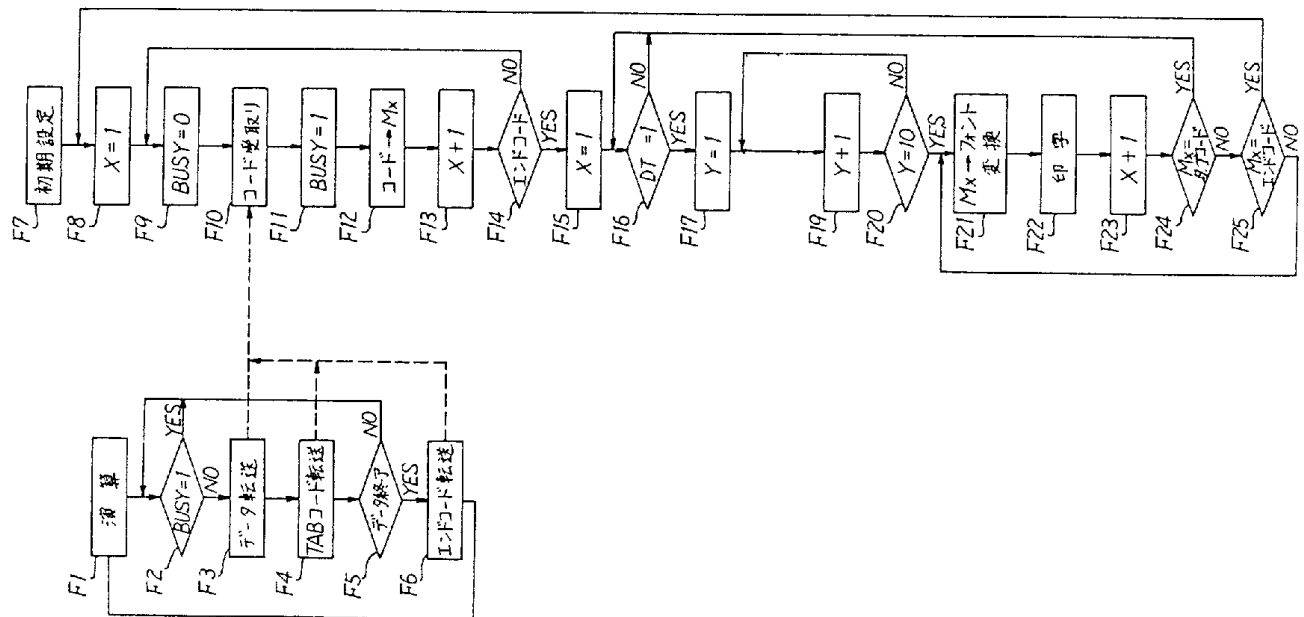 F1
演算
F2
BUSY=1
YES
NO
F3
データ転送
F4
TABコード転送
F5
データ終了
NO
YES
F6
エンドコード転送
F7
初期設定
F8
X=1
F9
BUSY=0
F10
コード受取り
F11
BUSY=1
F12
コード→Mx
F13
X+1
F14
エンドコード
NO
YES
F15
X=1
F16
DT=1
NO
YES
F17
Y=1
F19
Y+1
F20
Y=10
NO
YES
F21
Mx→フォント
変換
F22
印字
F23
X+1
F24
Mx=
タブコード
YES
NO
F25
Mx=
エンドコード
YES
NO